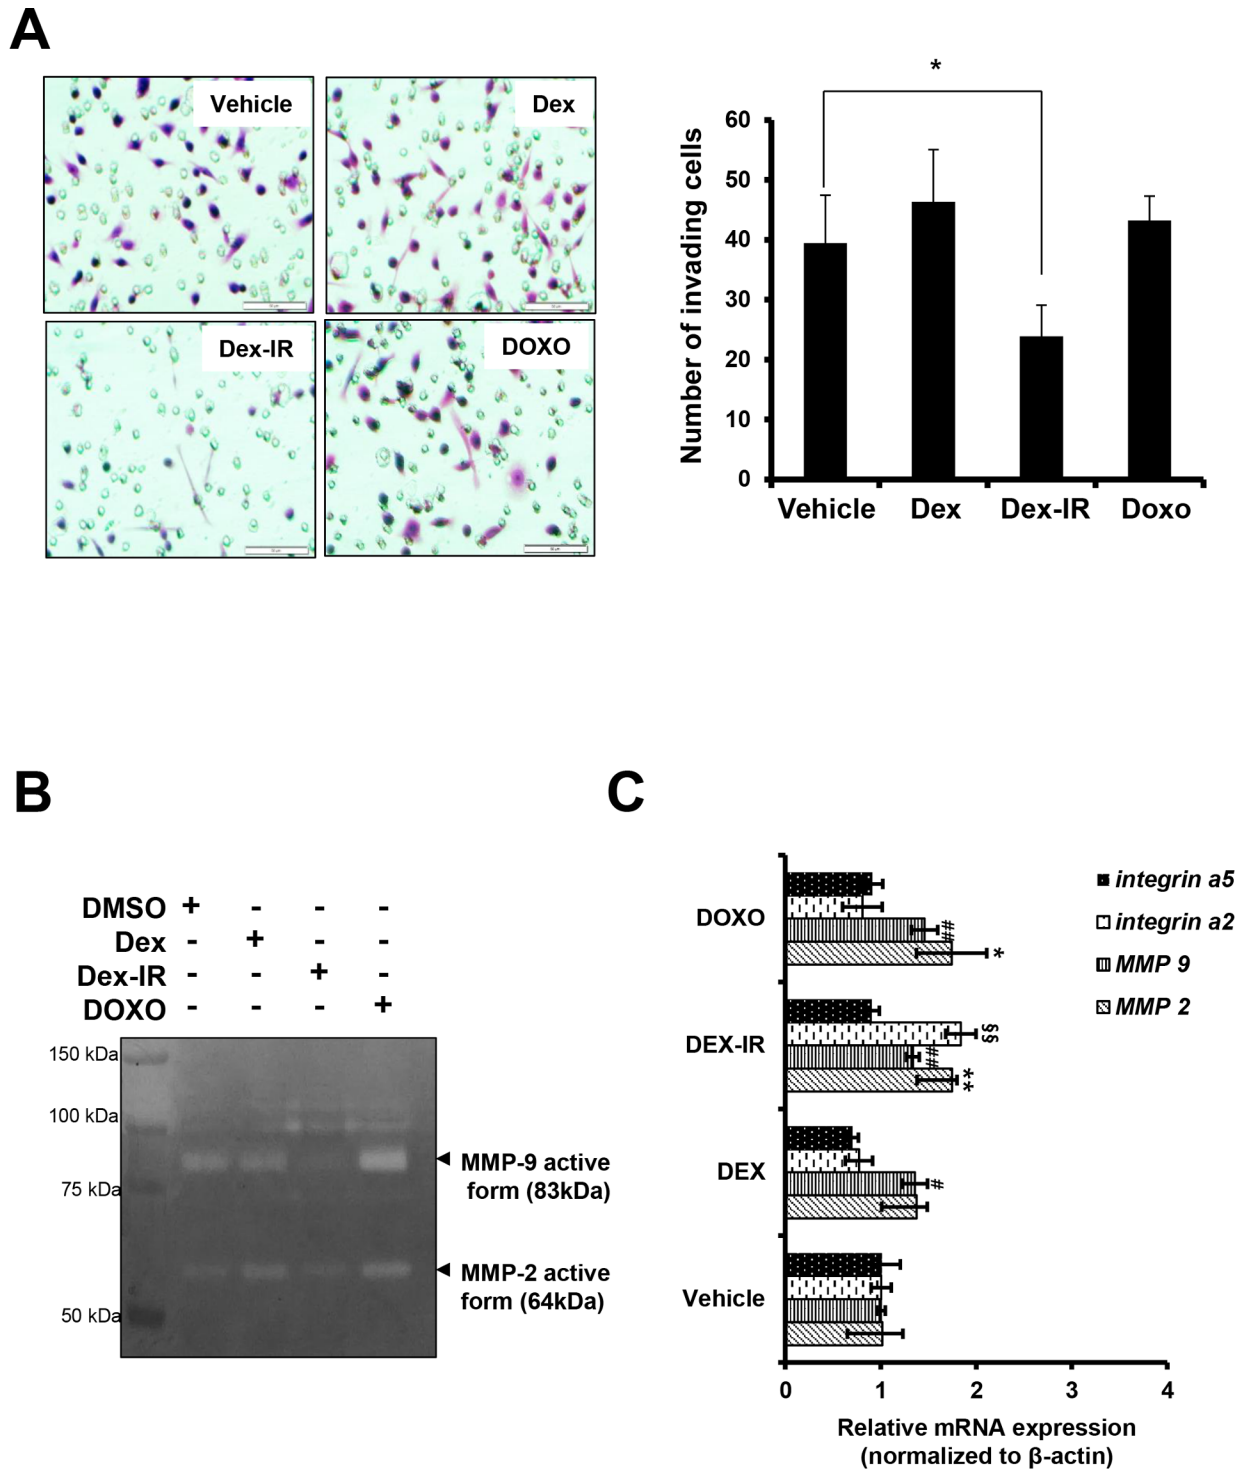 A
Vehicle
Dex
Dex-IR
DOXO
*
Number of invading cells
60
50
40
30
20
10
0
Vehicle Dex Dex-IR Doxo
B
DMSO + - - -
Dex - + - -
Dex-IR - - + -
DOXO - - - +
150 kDa
100 kDa
75 kDa
50 kDa
MMP-9 active
form (83kDa)
MMP-2 active
form (64kDa)
C
DOXO
##
*
DEX-IR
§§
##
**
DEX
#
Vehicle
integrin a5
integrin a2
MMP 9
MMP 2
0 1 2 3 4
Relative mRNA expression
(normalized to β-actin)